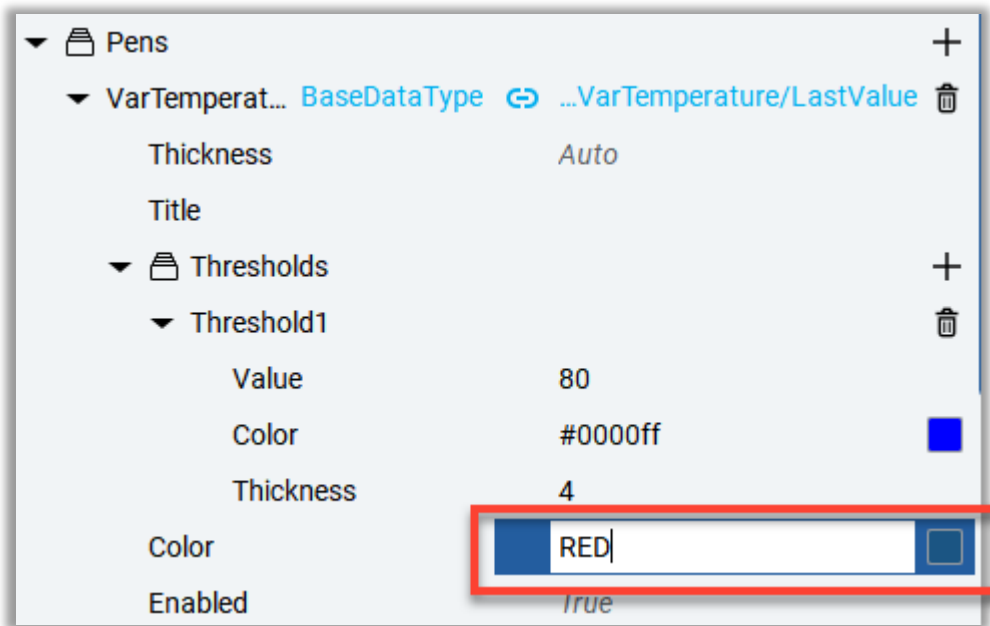 Pens
VarTemperat... BaseDataType ...VarTemperature/LastValue
Thickness Auto
Title
Thresholds
Threshold1
Value 80
Color #0000ff
Thickness 4
Color RED
Enabled True